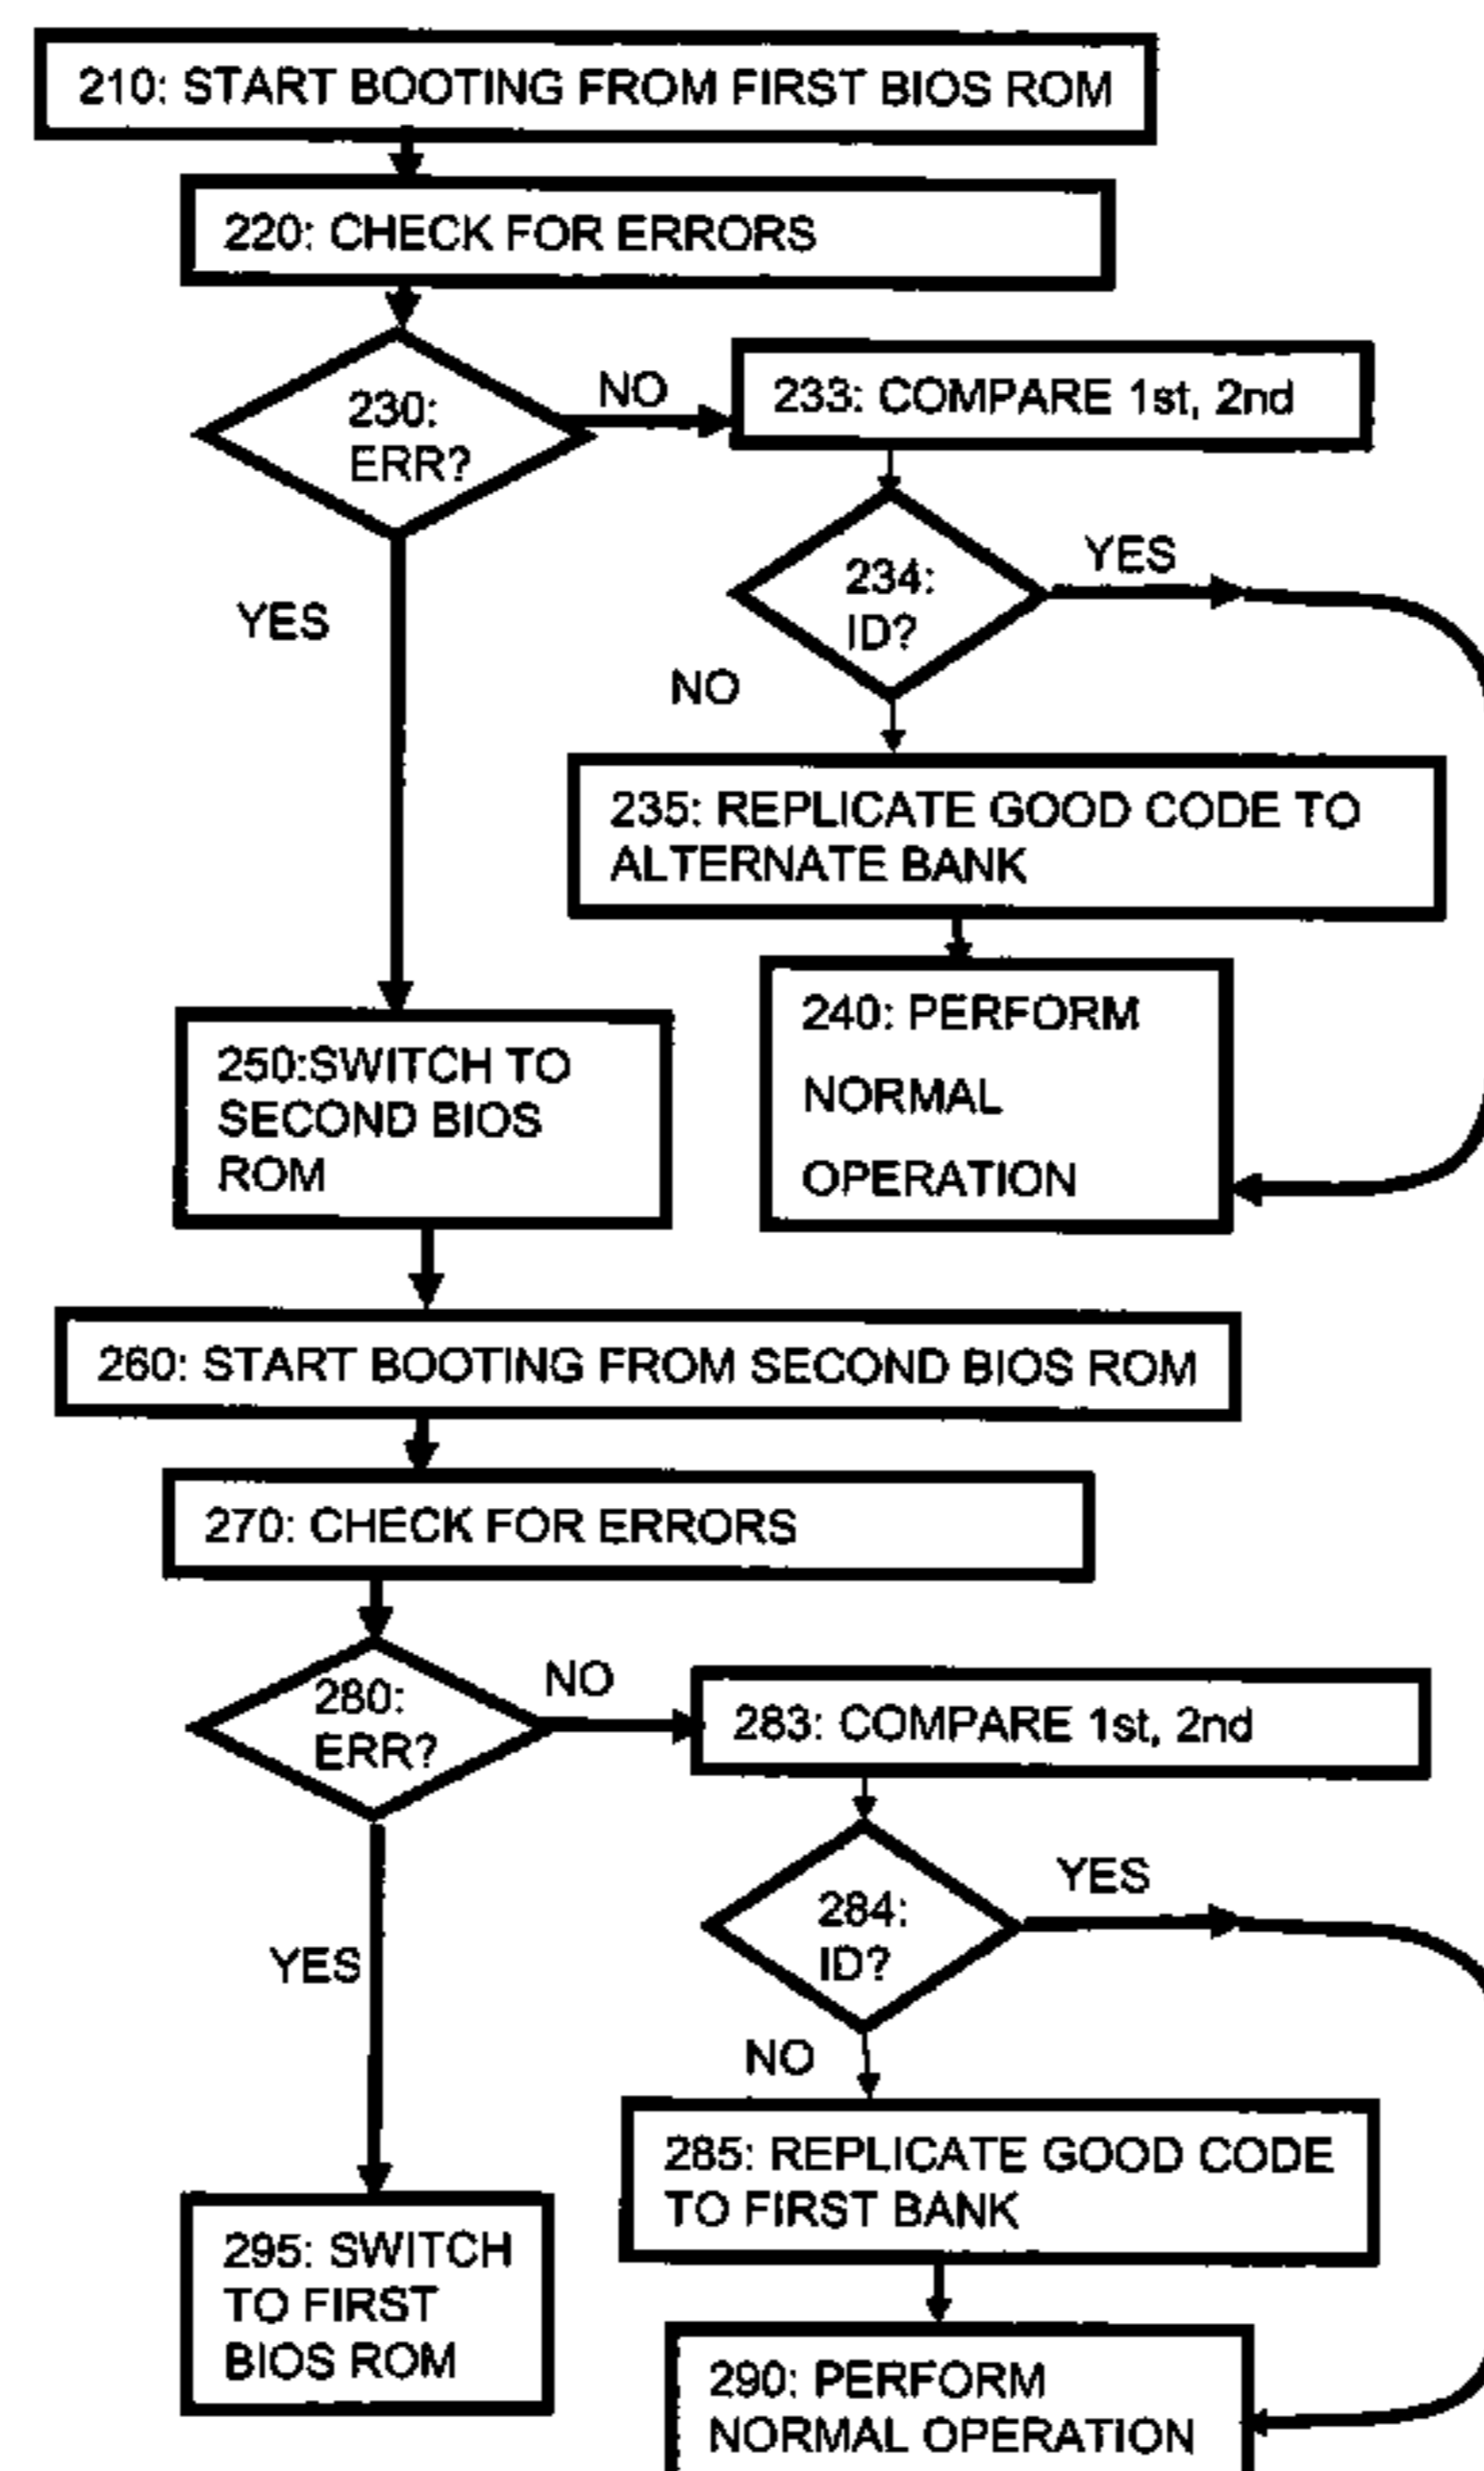 210: START BOOTING FROM FIRST BIOS ROM
220: CHECK FOR ERRORS
230:
ERR?
NO
233: COMPARE 1st, 2nd
234:
ID?
YES
YES
NO
235: REPLICATE GOOD CODE TO
ALTERNATE BANK
240: PERFORM
NORMAL
OPERATION
250:SWITCH TO
SECOND BIOS
ROM
260: START BOOTING FROM SECOND BIOS ROM
270: CHECK FOR ERRORS
280:
ERR?
NO
283: COMPARE 1st, 2nd
284:
ID?
YES
YES
NO
285: REPLICATE GOOD CODE
TO FIRST BANK
295: SWITCH
TO FIRST
BIOS ROM
290: PERFORM
NORMAL OPERATION